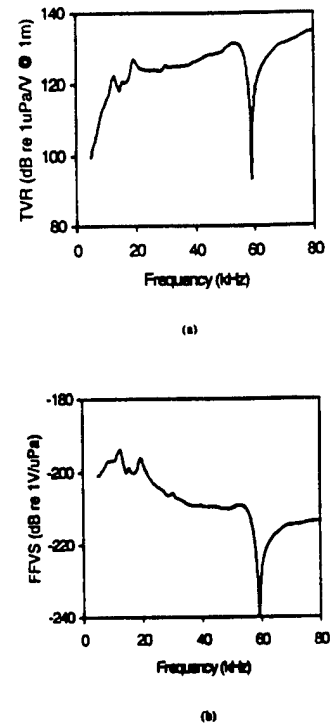 140
120
100
80
TVR (dB re 1uPa/V @ 1m)
0 20 40 60 80
Frequency (kHz)
(a)
-180
-200
-220
-240
FFVS (dB re 1V/uPa)
0 20 40 60 80
Frequency (kHz)
(b)